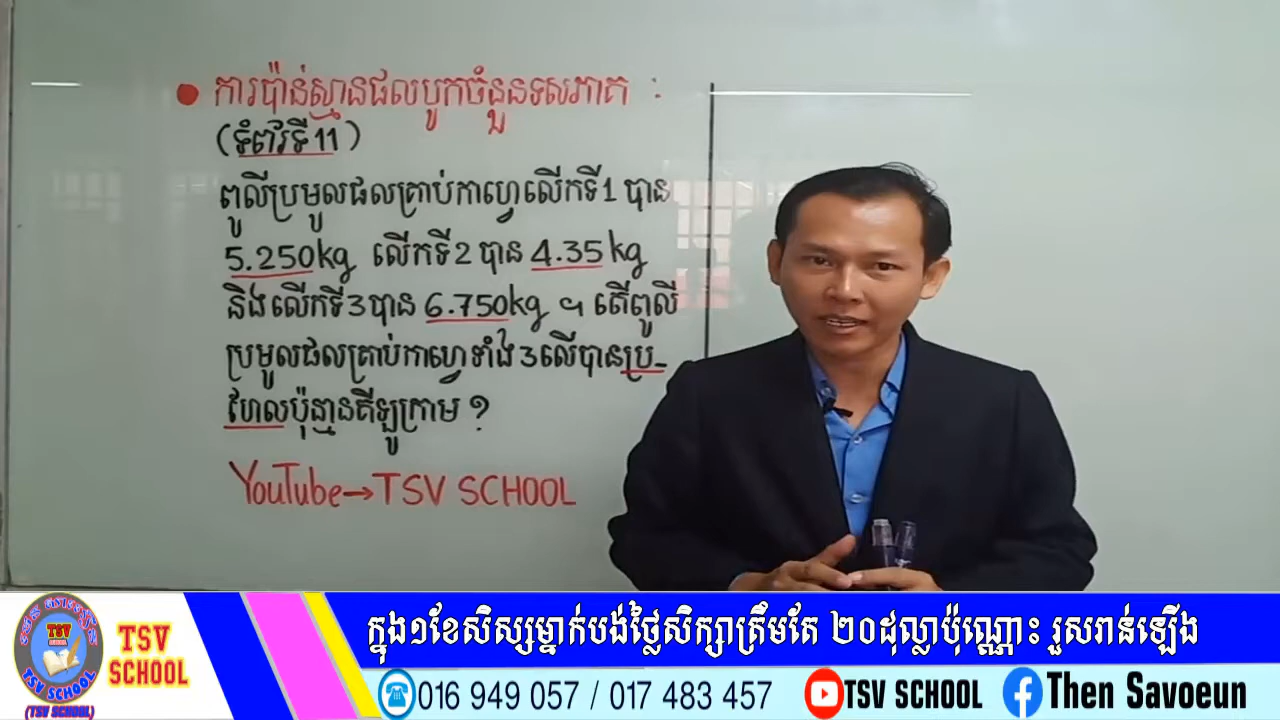 • ការប៉ាន់ស្មានផលបូកចំនួនទសភាគ :
(ទំព័រទី 11)
ពូលីប្រមូលផលគ្រាប់កាហ្វេលើកទី1 បាន
5.250kg លើកទី2 បាន 4.35 kg
និងលើកទី3 បាន 6.750kg ។ តើពូលី
ប្រមូលផលគ្រាប់កាហ្វេទាំង3លើបានប្រ-
ហែលប៉ុន្មានគីឡូក្រាម ?
YouTube→TSV SCHOOL
TSV
TSV SCHOOL
(TSV SCHOOL)
TSV
SCHOOL
ក្នុង១ខែសិស្សម្នាក់បង់ថ្លៃសិក្សាត្រឹមតែ ២០ដុល្លាប៉ុណ្ណោះ រួសរាន់ឡើង
016 949 057 / 017 483 457
TSV SCHOOL
Then Savoeun